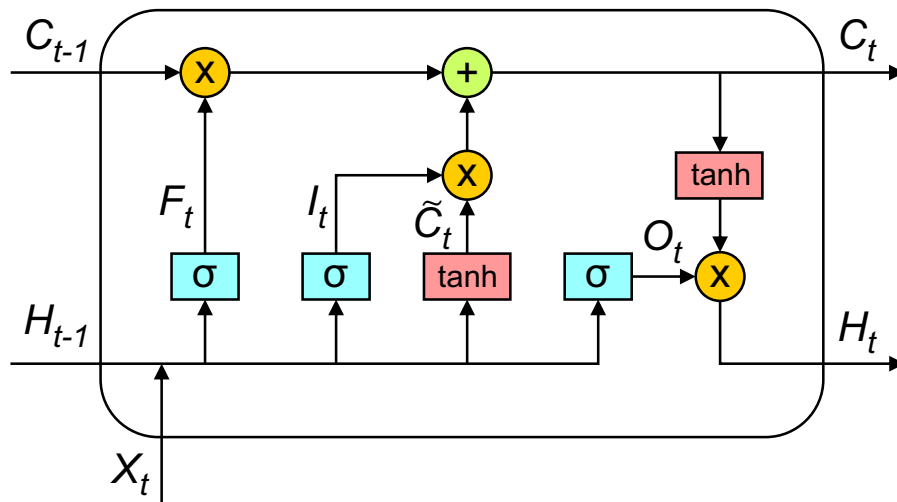 C_{t-1} C_t
x +
x tanh
F_t I_t C̃_t O_t
σ σ tanh σ x
H_{t-1} H_t
X_t